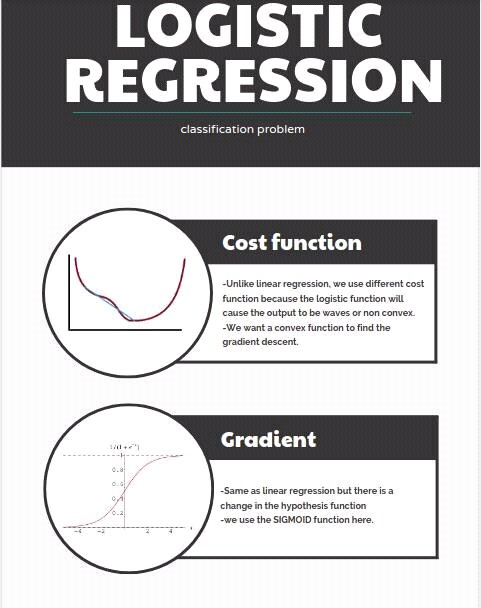 LOGISTIC
REGRESSION
classification problem
Cost function
-Unlike linear regression, we use different cost
function because the logistic function will
cause the output to be waves or non convex.
-We want a convex function to find the
gradient descent.
Gradient
1/(1+e^-x)
1
0.8
0.6
0.4
0.2
-4 -2 2 4
-Same as linear regression but there is a
change in the hypothesis function
-we use the SIGMOID function here.